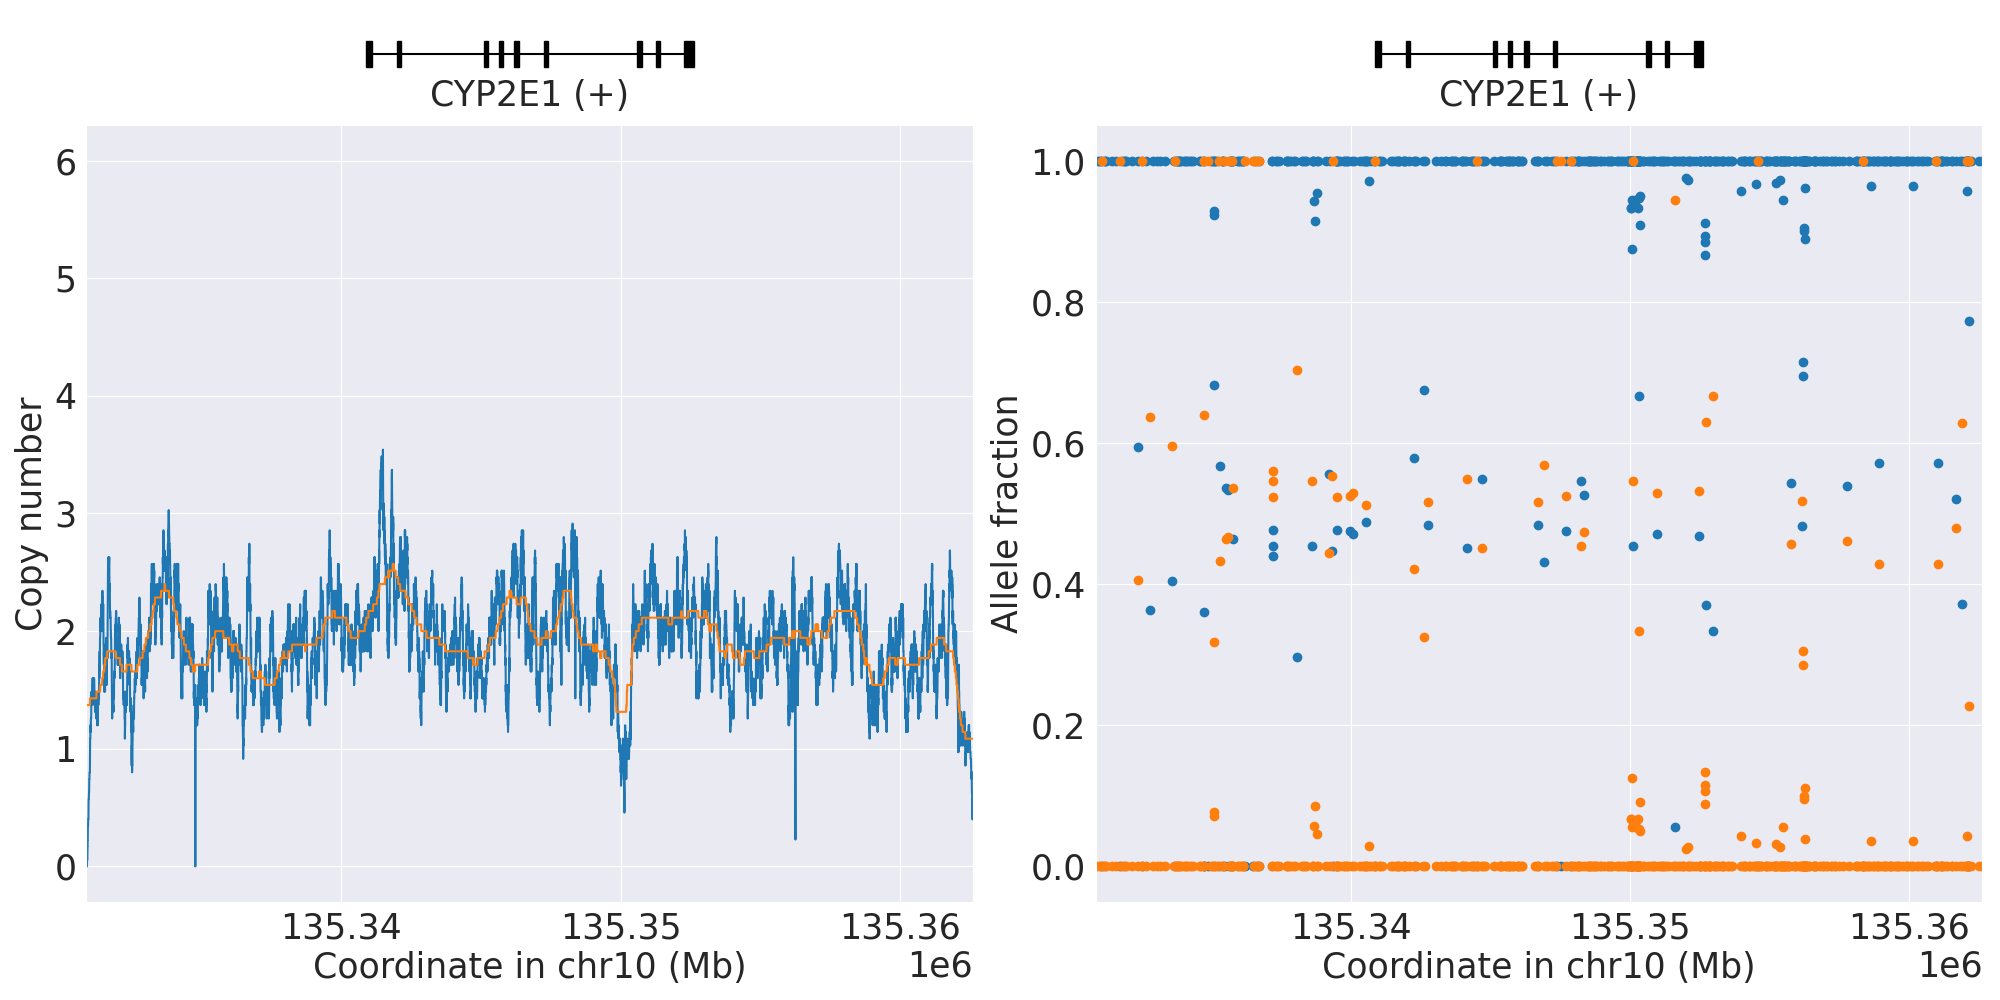 CYP2E1 (+)
6
5
4
3
2
1
0
Copy number
135.34 135.35 135.36
Coordinate in chr10 (Mb)
1e6
CYP2E1 (+)
1.0
0.8
0.6
0.4
0.2
0.0
Allele fraction
135.34 135.35 135.36
Coordinate in chr10 (Mb)
1e6